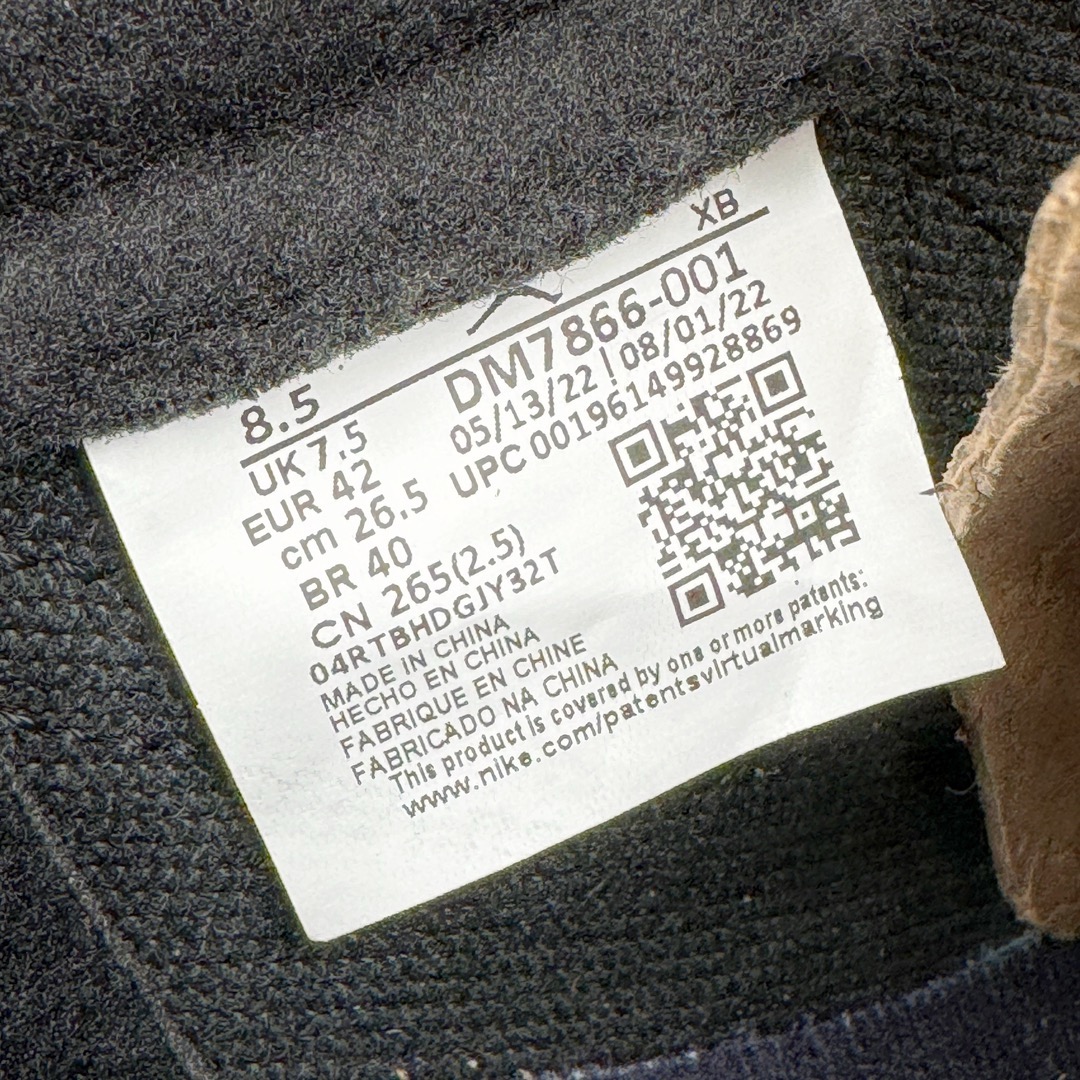 8.5 XB
UK 7.5
EUR 42
cm 26.5
BR 40
CN 265(2.5)
DM7866-001
05/13/22 | 08/01/22
UPC 00196149928869
04RTBHDGJY32T
MADE IN CHINA
HECHO EN CHINA
FABRIQUE EN CHINE
FABRICADO NA CHINA
This product is covered by one or more patents:
www.nike.com/patentsvirtualmarking